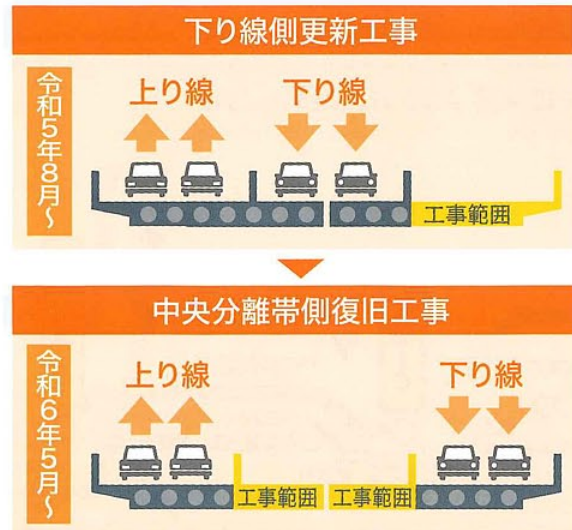 下り線側更新工事
令和5年8月～
上り線
下り線
工事範囲
中央分離帯側復旧工事
令和6年5月～
上り線
下り線
工事範囲
工事範囲